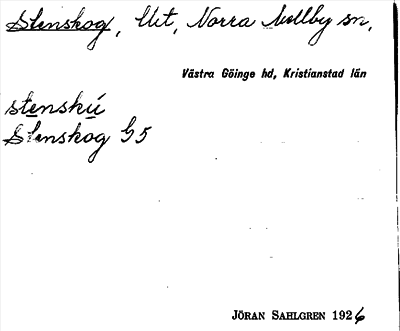 Stenskog, Utt, Norra Mellby sn,
Västra Göinge hd, Kristianstad län
stenskú
Stenskog G5
JÖRAN SAHLGREN 1926